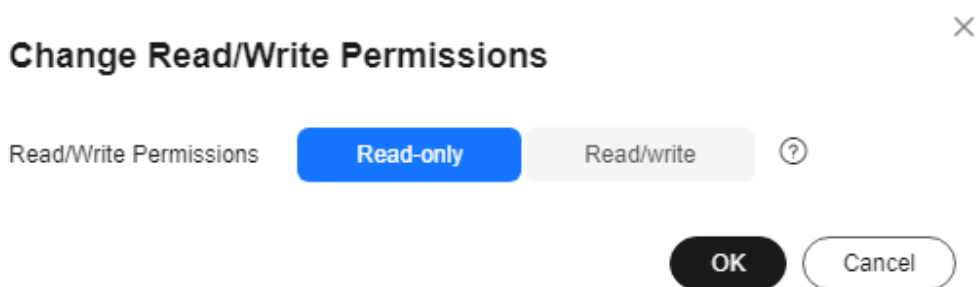 Change Read/Write Permissions
Read/Write Permissions Read-only Read/write ?
OK Cancel